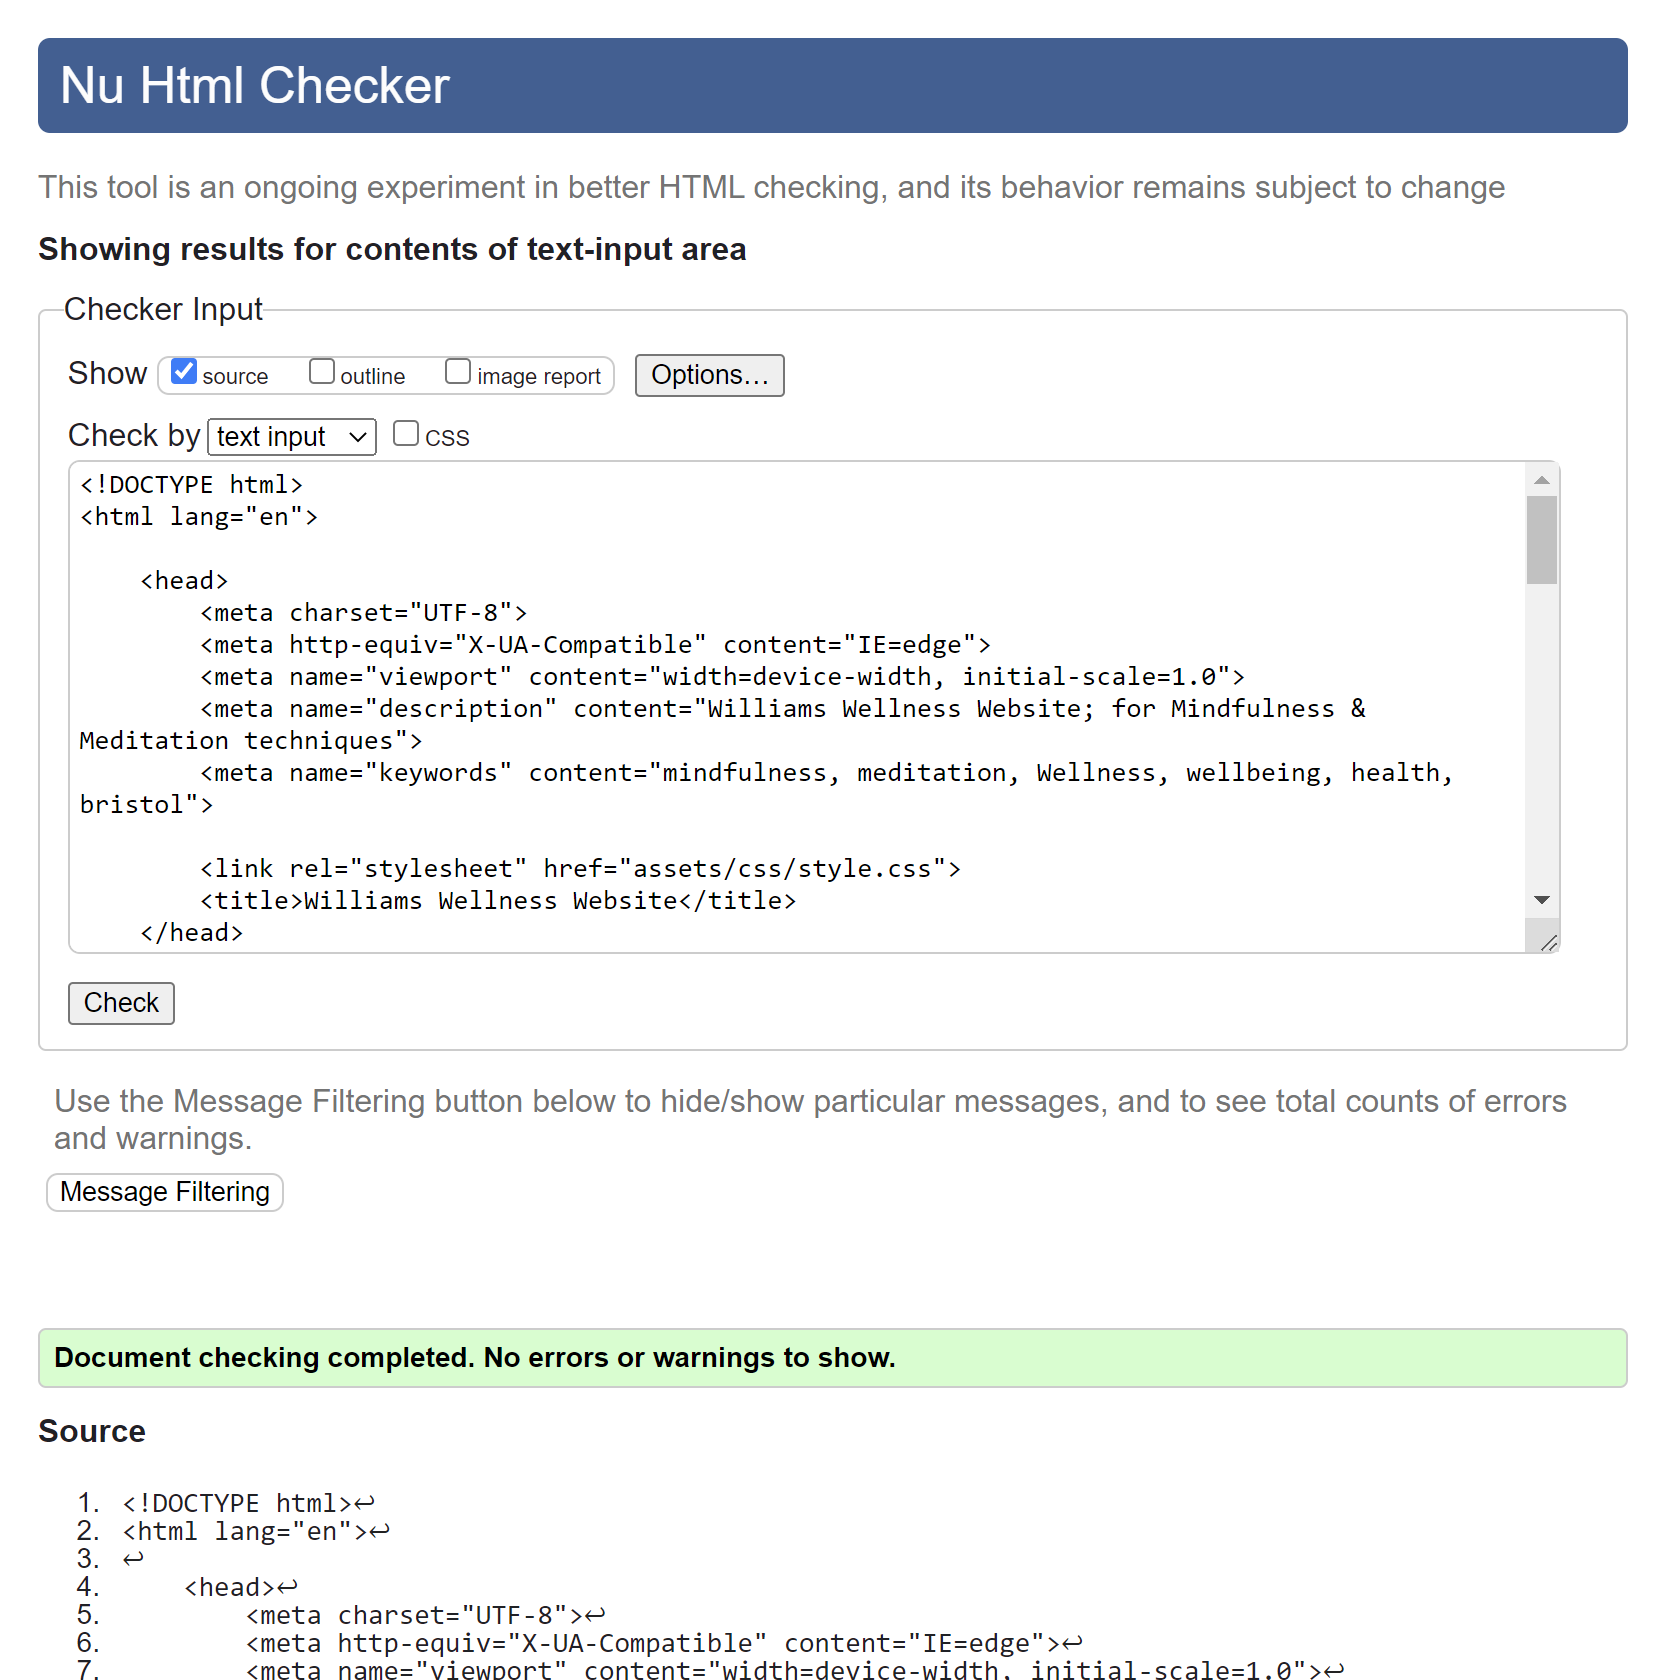 Nu Html Checker
This tool is an ongoing experiment in better HTML checking, and its behavior remains subject to change
Showing results for contents of text-input area
Checker Input
Show source outline image report Options...
Check by text input CSS
<!DOCTYPE html>
<html lang="en">
<head>
<meta charset="UTF-8">
<meta http-equiv="X-UA-Compatible" content="IE=edge">
<meta name="viewport" content="width=device-width, initial-scale=1.0">
<meta name="description" content="Williams Wellness Website; for Mindfulness &
Meditation techniques">
<meta name="keywords" content="mindfulness, meditation, Wellness, wellbeing, health,
bristol">
<link rel="stylesheet" href="assets/css/style.css">
<title>Williams Wellness Website</title>
</head>
Check
Use the Message Filtering button below to hide/show particular messages, and to see total counts of errors
and warnings.
Message Filtering
Document checking completed. No errors or warnings to show.
Source
1. <!DOCTYPE html>↩
2. <html lang="en">↩
3. ↩
4. <head>↩
5. <meta charset="UTF-8">↩
6. <meta http-equiv="X-UA-Compatible" content="IE=edge">↩
7. <meta name="viewport" content="width=device-width, initial-scale=1.0">↩